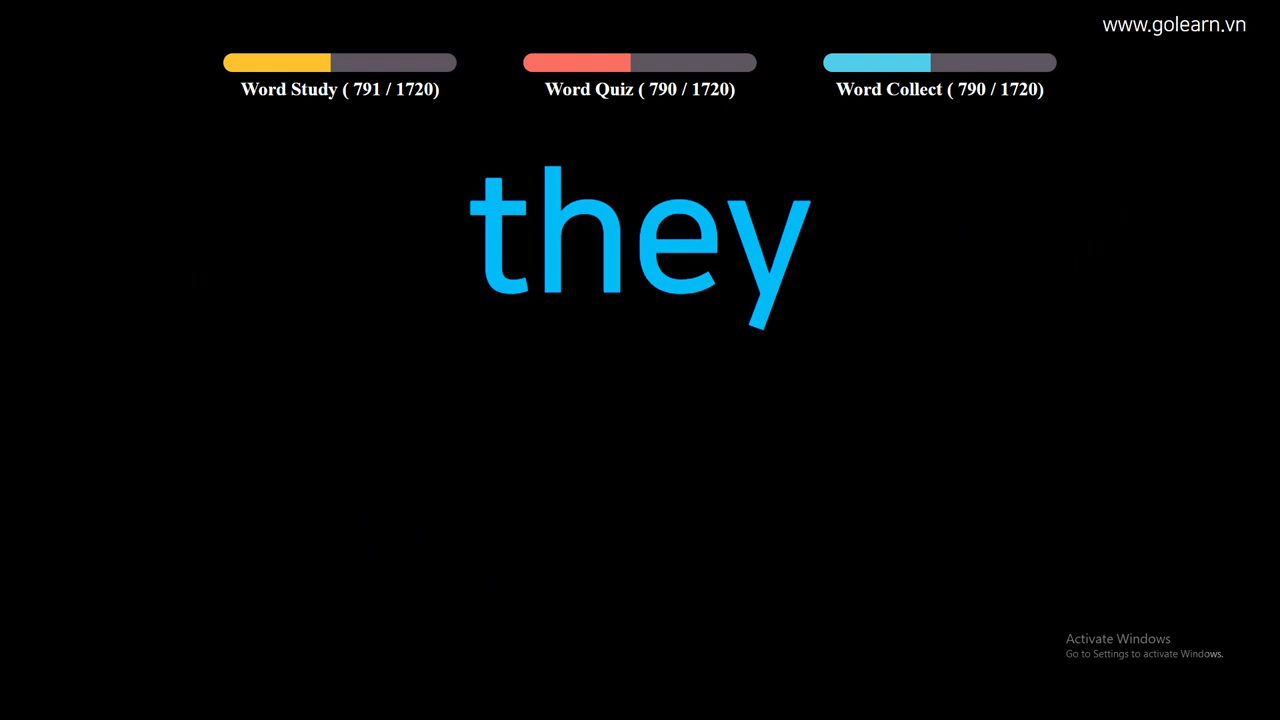 www.golearn.vn
Word Study ( 791 / 1720)
Word Quiz ( 790 / 1720)
Word Collect ( 790 / 1720)
they
Activate Windows
Go to Settings to activate Windows.